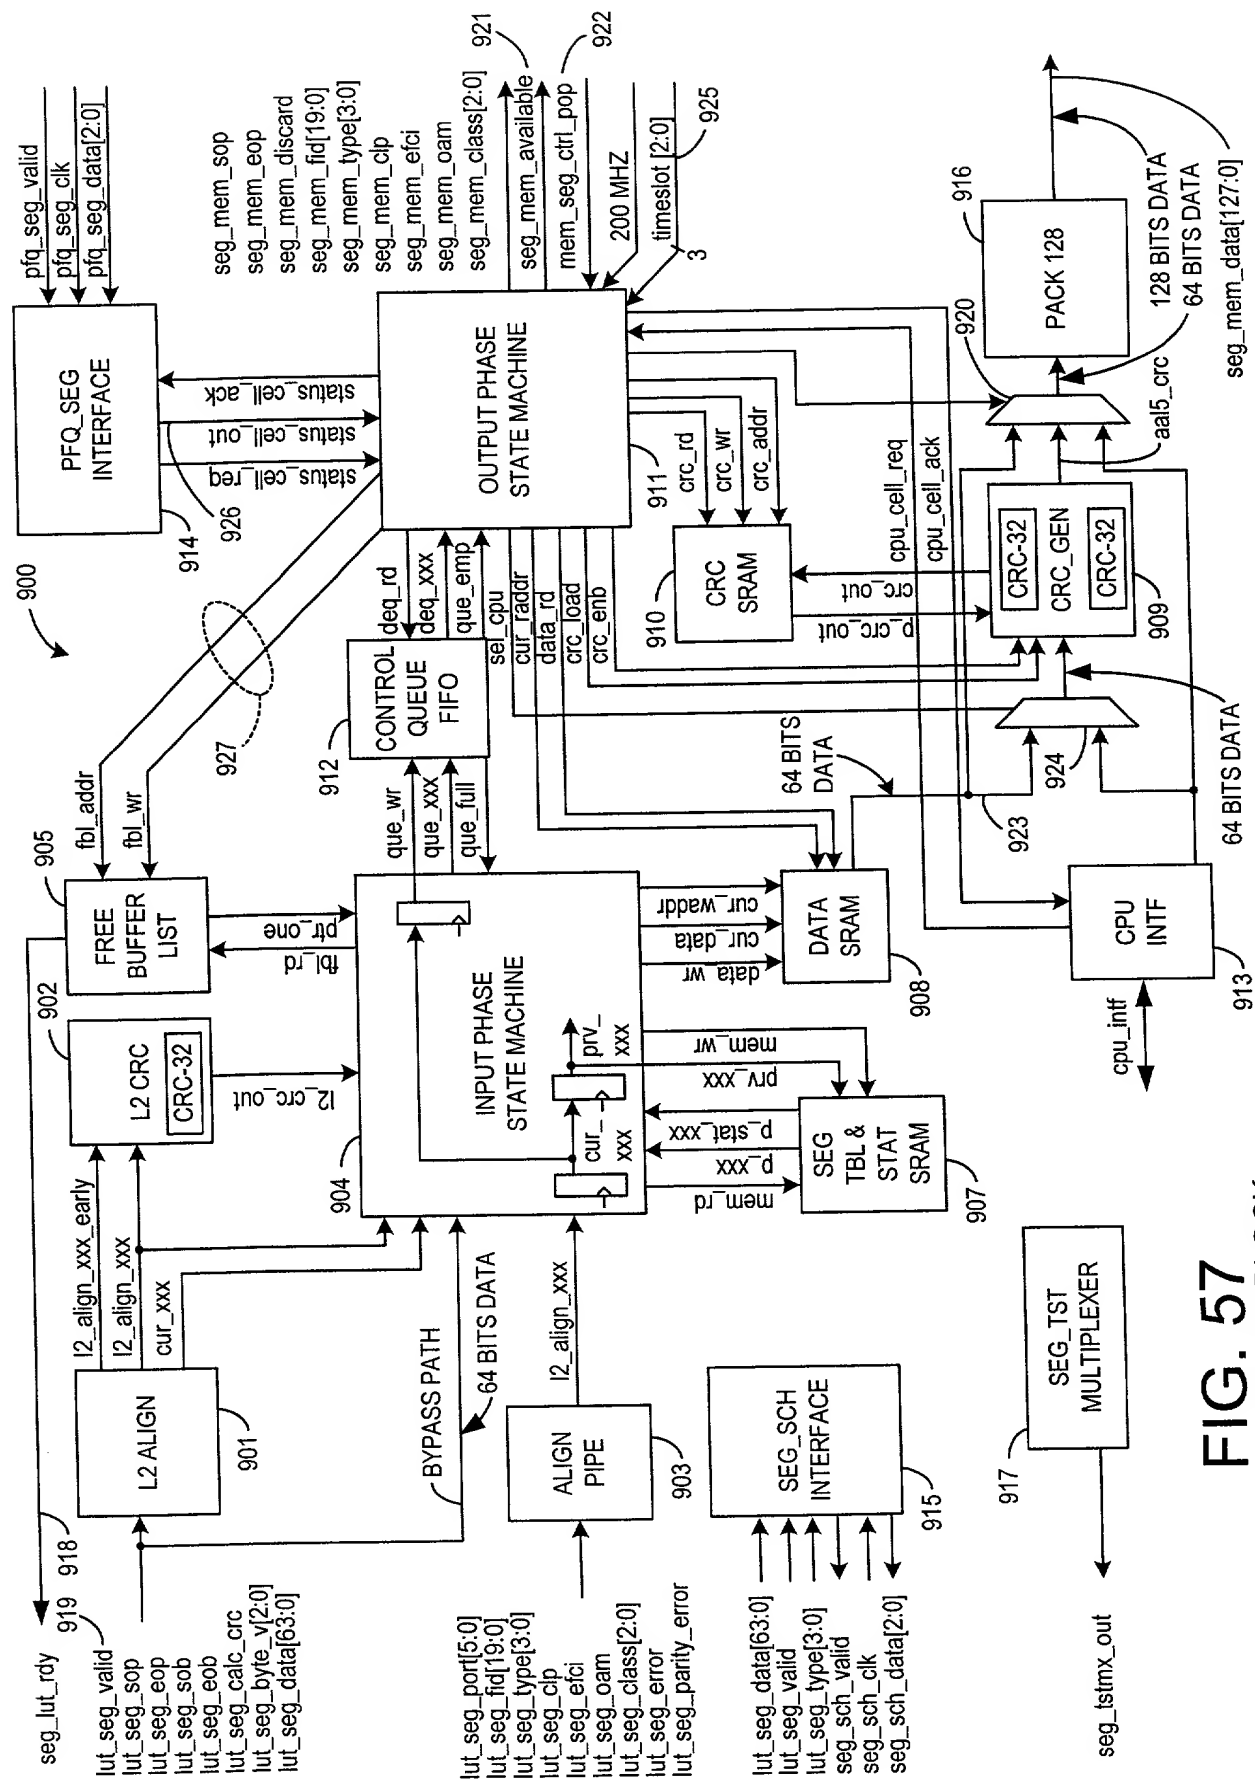 900
pfq_seg_valid
pfq_seg_clk
pfq_seg_data[2:0]
PFQ_SEG
INTERFACE
914
926
status_cell_req
status_cell_out
status_cell_ack
seg_mem_sop
seg_mem_eop
seg_mem_discard
seg_mem_fid[19:0]
seg_mem_type[3:0]
seg_mem_clp
seg_mem_efci
seg_mem_oam
seg_mem_class[2:0]
921
seg_mem_available
922
mem_seg_ctrl_pop
200 MHZ
timeslot [2:0]
3
925
OUTPUT PHASE
STATE MACHINE
911
seg_lut_rdy
918
919
lut_seg_valid
lut_seg_sop
lut_seg_eop
lut_seg_sob
lut_seg_eob
lut_seg_calc_crc
lut_seg_byte_v[2:0]
lut_seg_data[63:0]
L2 ALIGN
901
l2_align_xxx_early
l2_align_xxx
cur_xxx
L2 CRC
CRC-32
902
l2_crc_out
FREE
BUFFER
LIST
905
fbl_addr
fbl_wr
927
fbl_rd
ptr_one
BYPASS PATH
64 BITS DATA
904
INPUT PHASE
STATE MACHINE
cur_
xxx
prv_
xxx
que_wr
que_xxx
que_full
CONTROL
QUEUE
FIFO
912
deq_rd
deq_xxx
que_emp
sel_cpu
cur_raddr
data_rd
crc_load
crc_enb
lut_seg_port[5:0]
lut_seg_fid[19:0]
lut_seg_type[3:0]
lut_seg_clp
lut_seg_efci
lut_seg_oam
lut_seg_class[2:0]
lut_seg_error
lut_seg_parity_error
ALIGN
PIPE
903
l2_align_xxx
mem_rd
p_xxx
p_stat_xxx
prv_xxx
mem_wr
SEG
TBL &
STAT
SRAM
907
data_wr
cur_data
cur_waddr
DATA
SRAM
908
64 BITS
DATA
923
924
64 BITS DATA
CRC
SRAM
910
crc_rd
crc_wr
crc_addr
p_crc_out
crc_out
cpu_cell_req
cpu_cell_ack
CRC-32
CRC_GEN
CRC-32
909
aal5_crc
920
PACK 128
916
128 BITS DATA
64 BITS DATA
seg_mem_data[127:0]
CPU
INTF
913
cpu_intf
lut_seg_data[63:0]
lut_seg_valid
lut_seg_type[3:0]
seg_sch_valid
seg_sch_clk
seg_sch_data[2:0]
SEG_SCH
INTERFACE
915
SEG_TST
MULTIPLEXER
917
seg_tstmx_out
FIG. 57